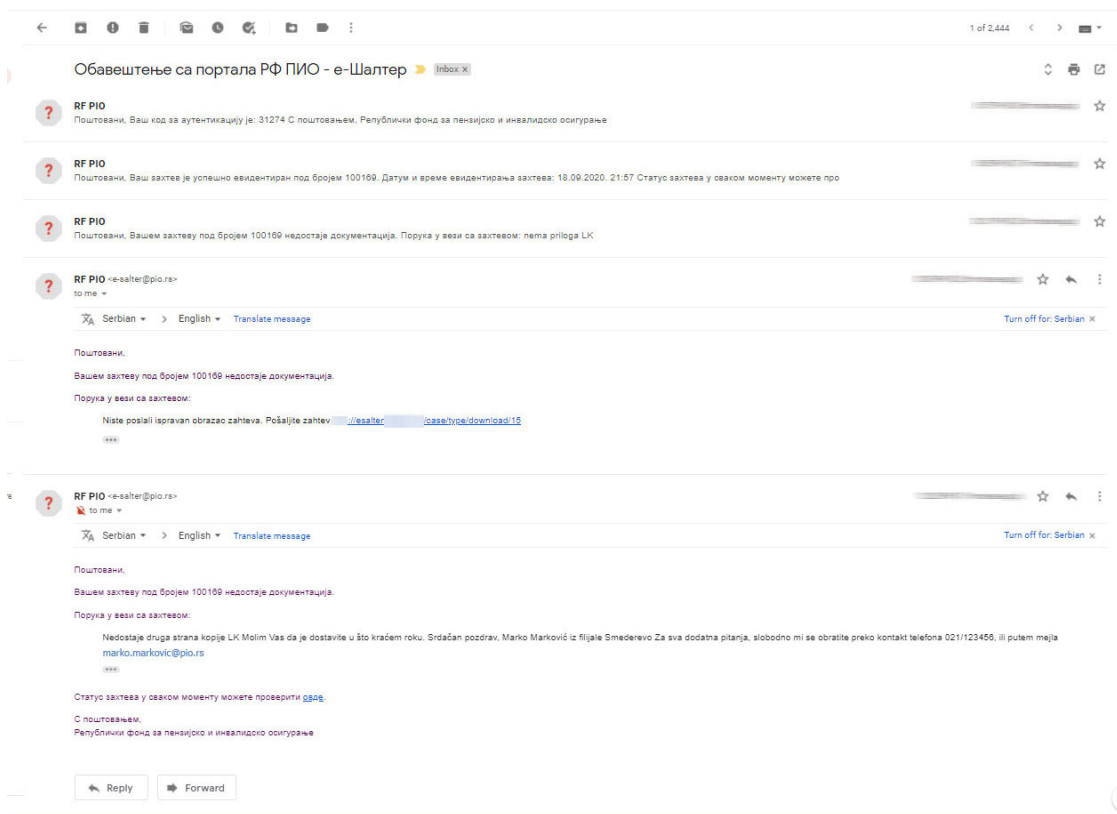 1 of 2,444
Обавештење са портала РФ ПИО - е-Шалтер Inbox x
RF PIO
Поштовани, Ваш код за аутентикацију је: 31274 С поштовањем, Републички фонд за пензијско и инвалидско осигурање
RF PIO
Поштовани, Ваш захтев је успешно евидентиран под бројем 100169. Датум и време евидентирања захтева: 18.09.2020. 21:57 Статус захтева у сваком моменту можете про
RF PIO
Поштовани, Вашем захтеву под бројем 100169 недостаје документација. Порука у вези са захтевом: nema priloga LK
RF PIO <e-salter@pio.rs>
to me
Serbian > English Translate message Turn off for: Serbian x
Поштовани,
Вашем захтеву под бројем 100169 недостаје документација.
Порука у вези са захтевом:
Niste poslali ispravan obrazac zahteva. Pošaljite zahtev ://esalter /case/type/download/15
RF PIO <e-salter@pio.rs>
to me
Serbian > English Translate message Turn off for: Serbian x
Поштовани,
Вашем захтеву под бројем 100169 недостаје документација.
Порука у вези са захтевом:
Nedostaje druga strana kopije LK Molim Vas da je dostavite u što kraćem roku. Srdačan pozdrav, Marko Marković iz filijale Smederevo Za sva dodatna pitanja, slobodno mi se obratite preko kontakt telefona 021/123456, ili putem mejla
marko.markovic@pio.rs
Статус захтева у сваком моменту можете проверити овде.
С поштовањем,
Републички фонд за пензијско и инвалидско осигурање
Reply Forward